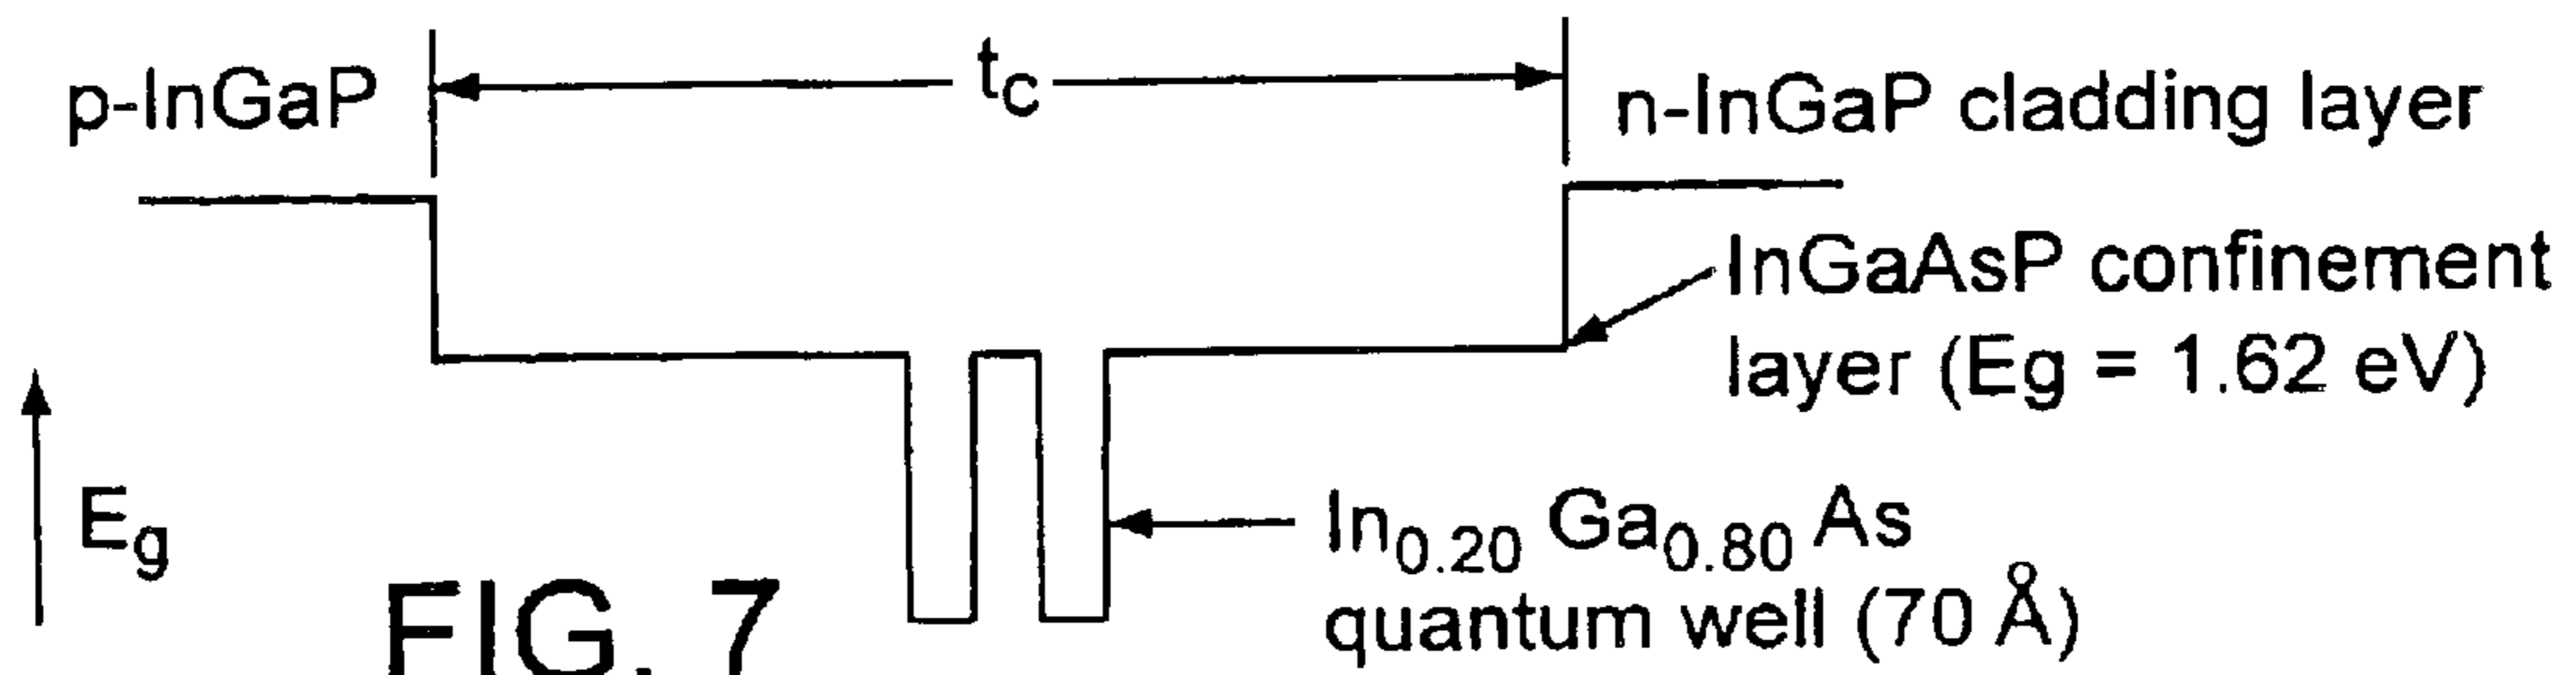 p-InGaP
t_c
n-InGaP cladding layer
InGaAsP confinement
layer (Eg = 1.62 eV)
E_g
In_0.20 Ga_0.80 As
quantum well (70 Å)
FIG. 7